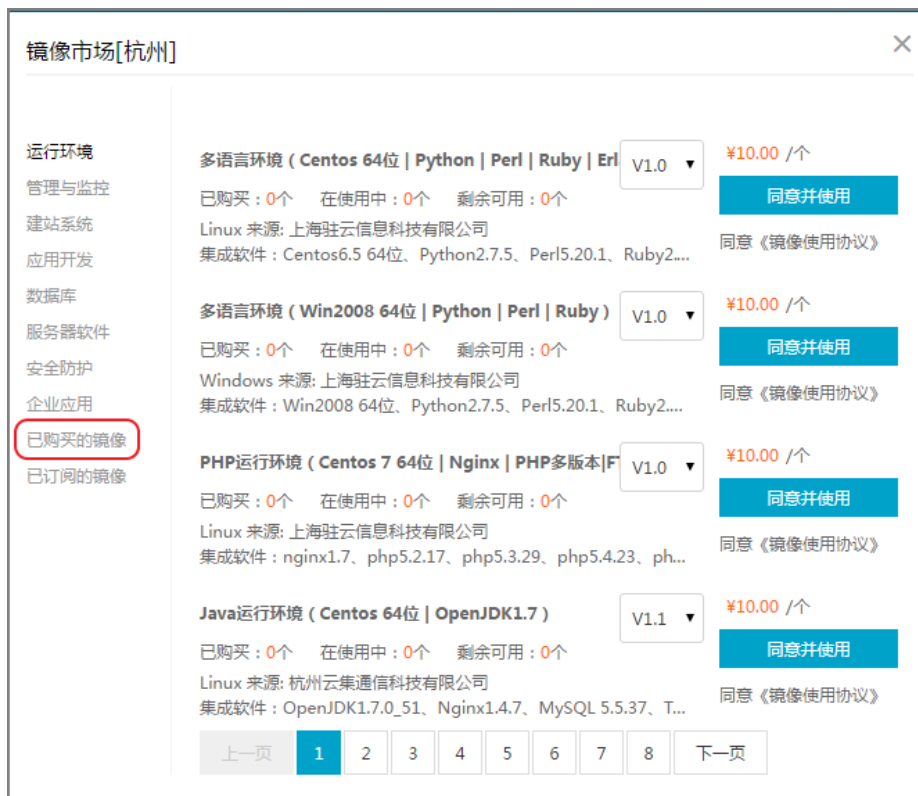 镜像市场[杭州]
运行环境
管理与监控
建站系统
应用开发
数据库
服务器软件
安全防护
企业应用
已购买的镜像
已订阅的镜像
多语言环境（Centos 64位 | Python | Perl | Ruby | Erl
V1.0
¥10.00 /个
已购买：0个 在使用中：0个 剩余可用：0个
同意并使用
Linux 来源: 上海驻云信息科技有限公司
集成软件：Centos6.5 64位、Python2.7.5、Perl5.20.1、Ruby2....
同意《镜像使用协议》
多语言环境（Win2008 64位 | Python | Perl | Ruby）
V1.0
¥10.00 /个
已购买：0个 在使用中：0个 剩余可用：0个
同意并使用
Windows 来源: 上海驻云信息科技有限公司
集成软件：Win2008 64位、Python2.7.5、Perl5.20.1、Ruby2....
同意《镜像使用协议》
PHP运行环境（Centos 7 64位 | Nginx | PHP多版本|FT
V1.0
¥10.00 /个
已购买：0个 在使用中：0个 剩余可用：0个
同意并使用
Linux 来源: 上海驻云信息科技有限公司
集成软件：nginx1.7、php5.2.17、php5.3.29、php5.4.23、ph...
同意《镜像使用协议》
Java运行环境（Centos 64位 | OpenJDK1.7）
V1.1
¥10.00 /个
已购买：0个 在使用中：0个 剩余可用：0个
同意并使用
Linux 来源: 杭州云集通信科技有限公司
集成软件：OpenJDK1.7.0_51、Nginx1.4.7、MySQL 5.5.37、T...
同意《镜像使用协议》
上一页 1 2 3 4 5 6 7 8 下一页